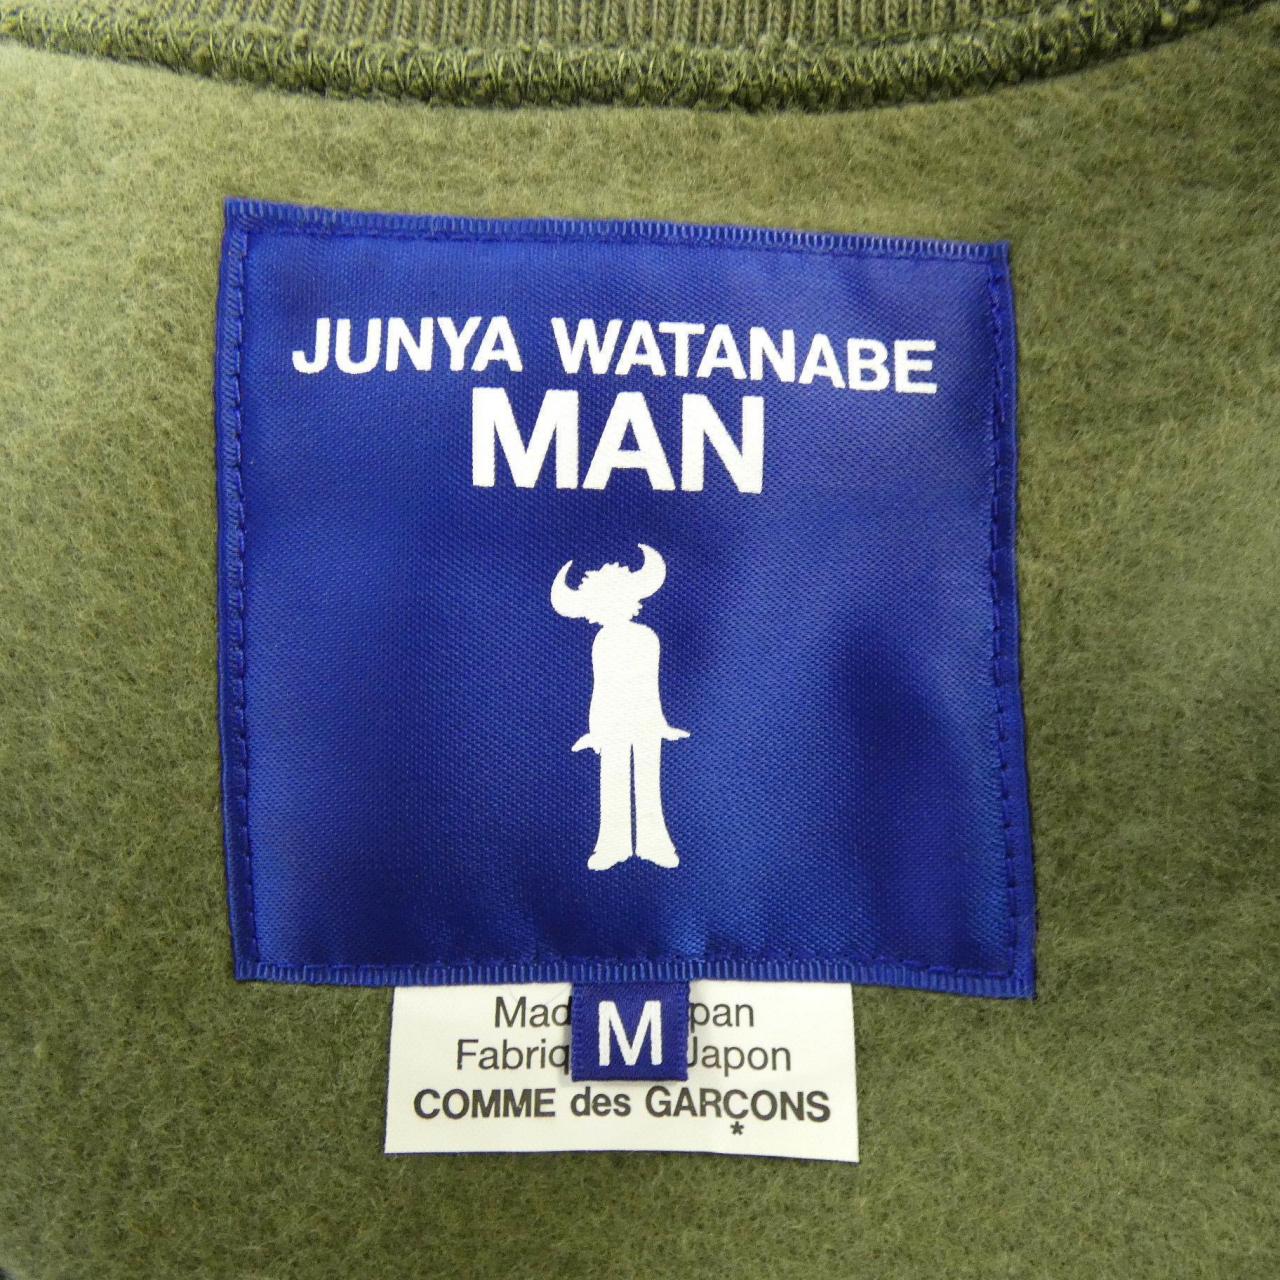 JUNYA WATANABE
MAN
M
Mad pan
Fabriq Japon
COMME des GARÇONS
*